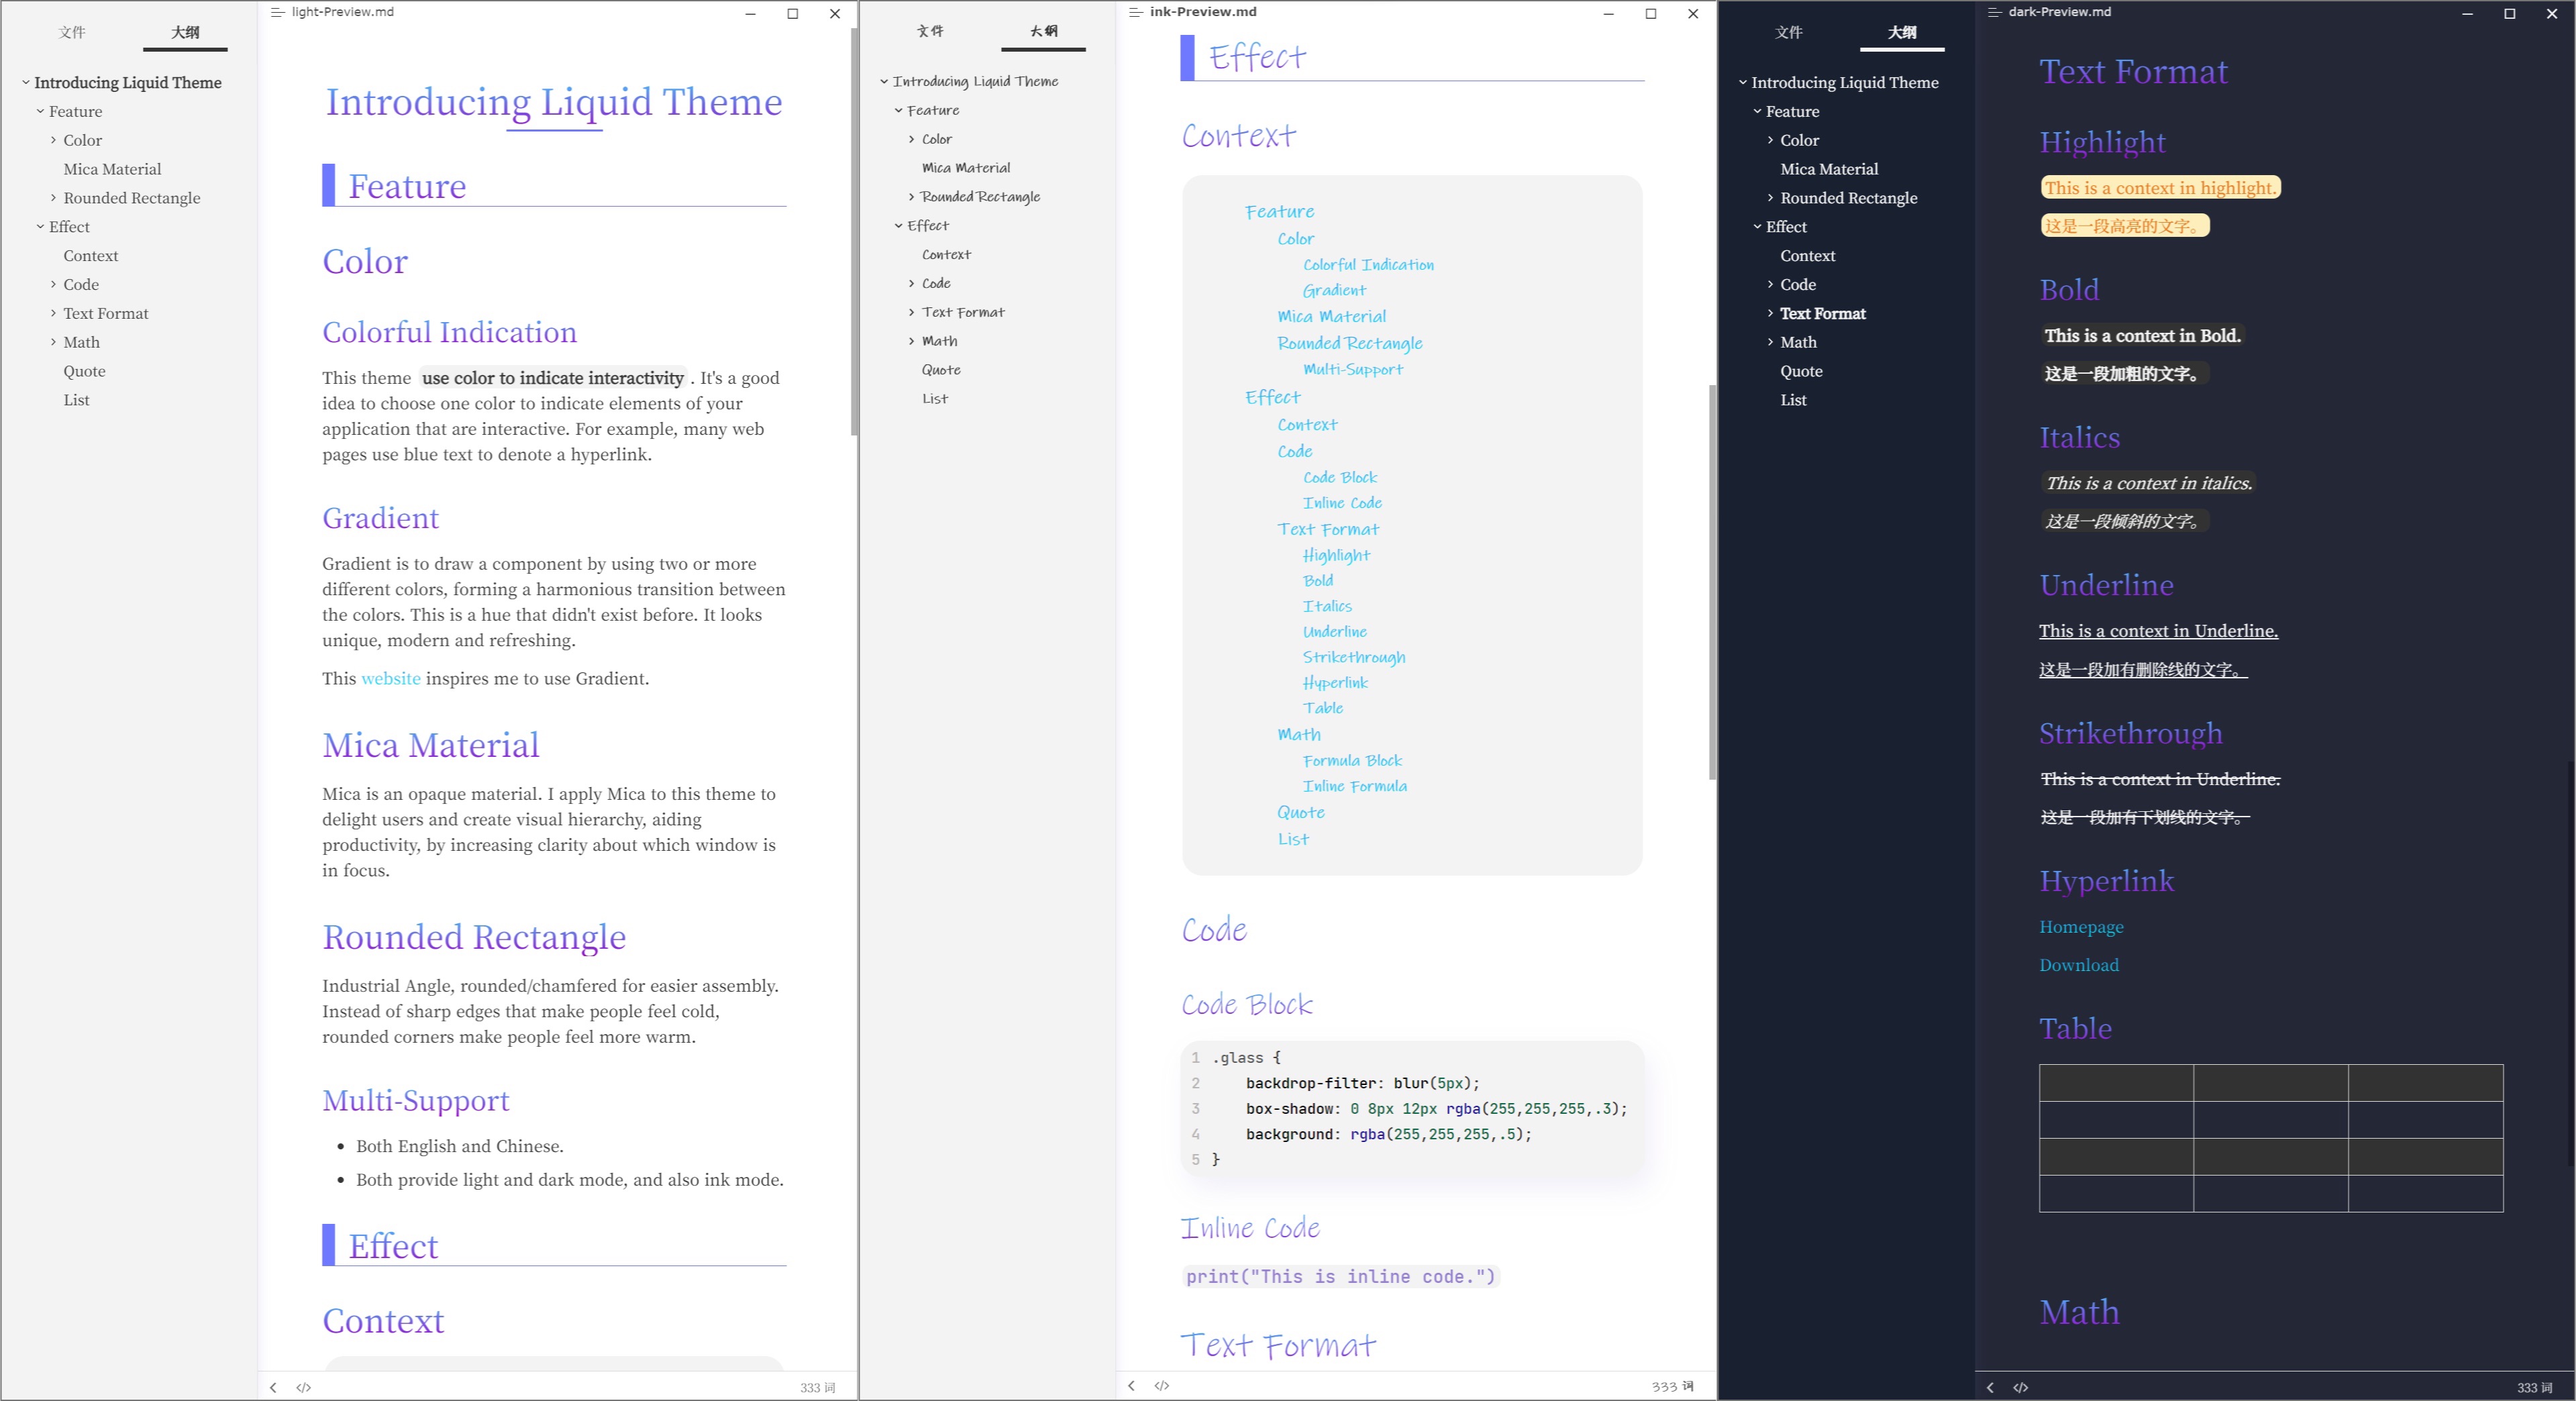 light-Preview.md
文件 大纲
Introducing Liquid Theme
Feature
Color
Mica Material
Rounded Rectangle
Effect
Context
Code
Text Format
Math
Quote
List
Introducing Liquid Theme
Feature
Color
Colorful Indication
This theme use color to indicate interactivity . It's a good
idea to choose one color to indicate elements of your
application that are interactive. For example, many web
pages use blue text to denote a hyperlink.
Gradient
Gradient is to draw a component by using two or more
different colors, forming a harmonious transition between
the colors. This is a hue that didn't exist before. It looks
unique, modern and refreshing.
This website inspires me to use Gradient.
Mica Material
Mica is an opaque material. I apply Mica to this theme to
delight users and create visual hierarchy, aiding
productivity, by increasing clarity about which window is
in focus.
Rounded Rectangle
Industrial Angle, rounded/chamfered for easier assembly.
Instead of sharp edges that make people feel cold,
rounded corners make people feel more warm.
Multi-Support
• Both English and Chinese.
• Both provide light and dark mode, and also ink mode.
Effect
Context
</> 333 词
ink-Preview.md
文件 大纲
Introducing Liquid Theme
Feature
Color
Mica Material
Rounded Rectangle
Effect
Context
Code
Text Format
Math
Quote
List
Effect
Context
Feature
Color
Colorful Indication
Gradient
Mica Material
Rounded Rectangle
Multi-Support
Effect
Context
Code
Code Block
Inline Code
Text Format
Highlight
Bold
Italics
Underline
Strikethrough
Hyperlink
Table
Math
Formula Block
Inline Formula
Quote
List
Code
Code Block
1 .glass {
2     backdrop-filter: blur(5px);
3     box-shadow: 0 8px 12px rgba(255,255,255,.3);
4     background: rgba(255,255,255,.5);
5 }
Inline Code
print("This is inline code.")
Text Format
</> 333 词
dark-Preview.md
文件 大纲
Introducing Liquid Theme
Feature
Color
Mica Material
Rounded Rectangle
Effect
Context
Code
Text Format
Math
Quote
List
Text Format
Highlight
This is a context in highlight.
这是一段高亮的文字。
Bold
This is a context in Bold.
这是一段加粗的文字。
Italics
This is a context in italics.
这是一段倾斜的文字。
Underline
This is a context in Underline.
这是一段加有删除线的文字。
Strikethrough
This is a context in Underline.
这是一段加有下划线的文字。
Hyperlink
Homepage
Download
Table
Math
</> 333 词